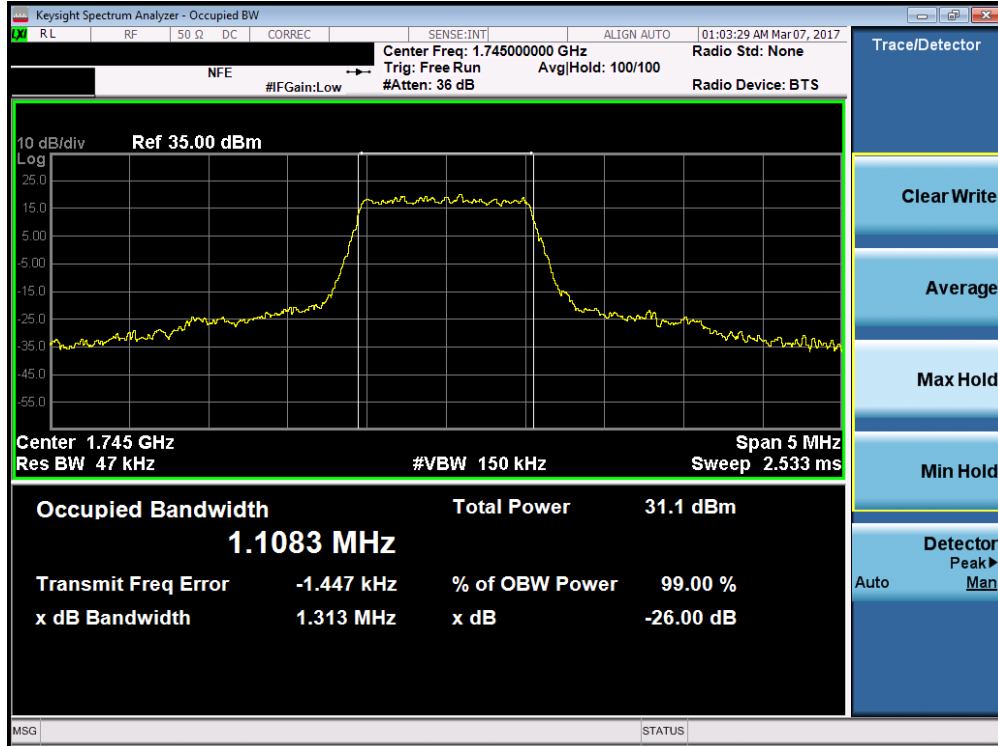 Keysight Spectrum Analyzer - Occupied BW
LXI RL RF 50 Ω DC CORREC SENSE:INT ALIGN AUTO 01:03:29 AM Mar 07, 2017
Center Freq: 1.745000000 GHz Radio Std: None
NFE Trig: Free Run Avg|Hold: 100/100
#IFGain:Low #Atten: 36 dB Radio Device: BTS
10 dB/div Ref 35.00 dBm
Log
25.0
15.0
5.00
-5.00
-15.0
-25.0
-35.0
-45.0
-55.0
Center 1.745 GHz Span 5 MHz
Res BW 47 kHz #VBW 150 kHz Sweep 2.533 ms
Occupied Bandwidth Total Power 31.1 dBm
1.1083 MHz
Transmit Freq Error -1.447 kHz % of OBW Power 99.00 %
x dB Bandwidth 1.313 MHz x dB -26.00 dB
MSG STATUS
Trace/Detector
Clear Write
Average
Max Hold
Min Hold
Detector
Peak▶
Auto Man